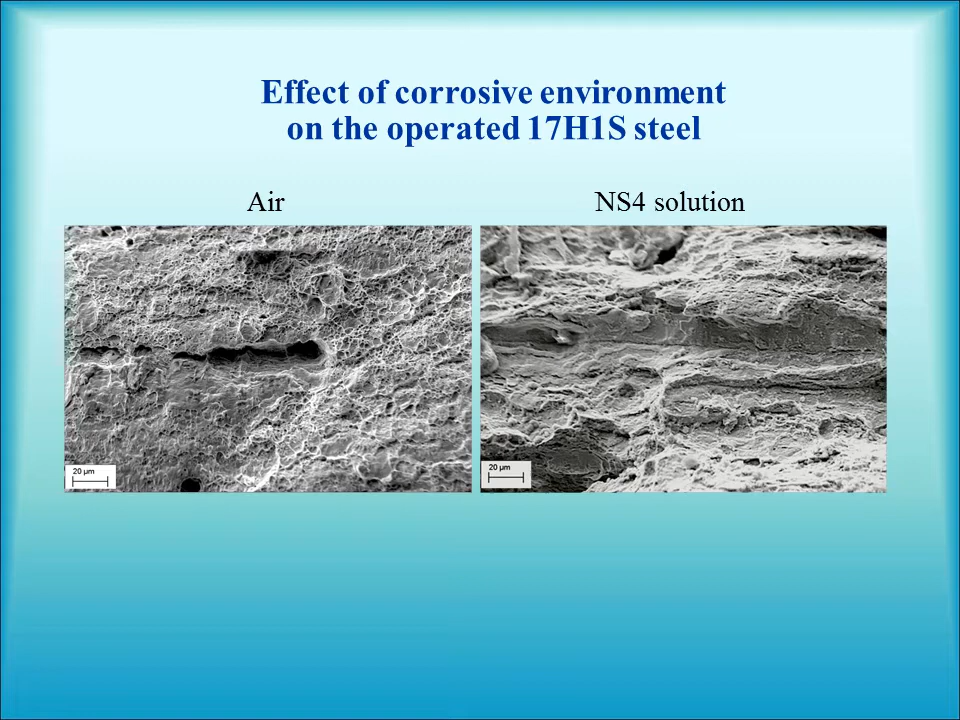 Effect of corrosive environment
on the operated 17H1S steel
Air
NS4 solution
20 µm
20 µm